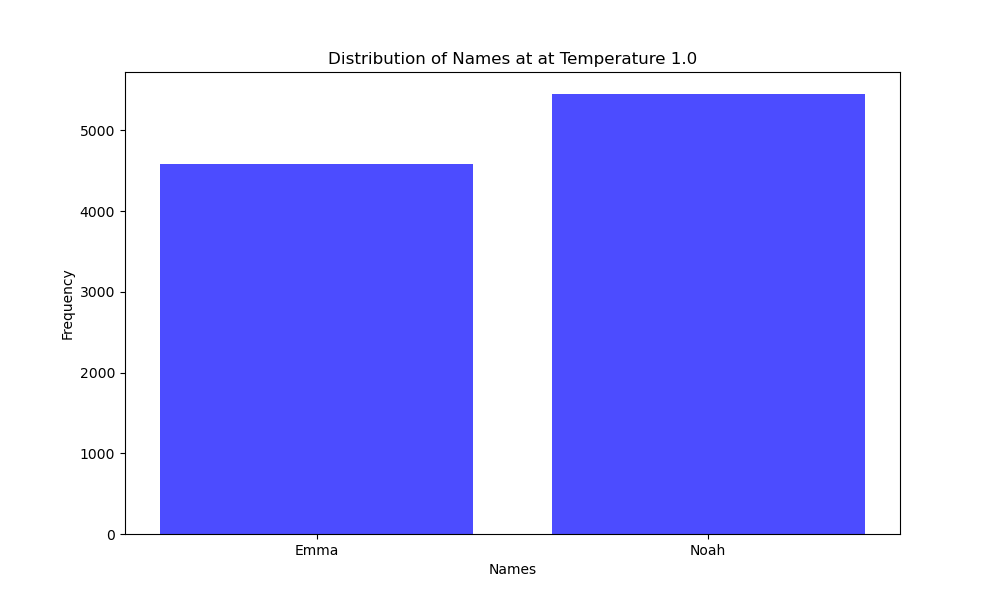 Distribution of Names at at Temperature 1.0
5000
4000
3000
2000
1000
0
Frequency
Emma
Noah
Names